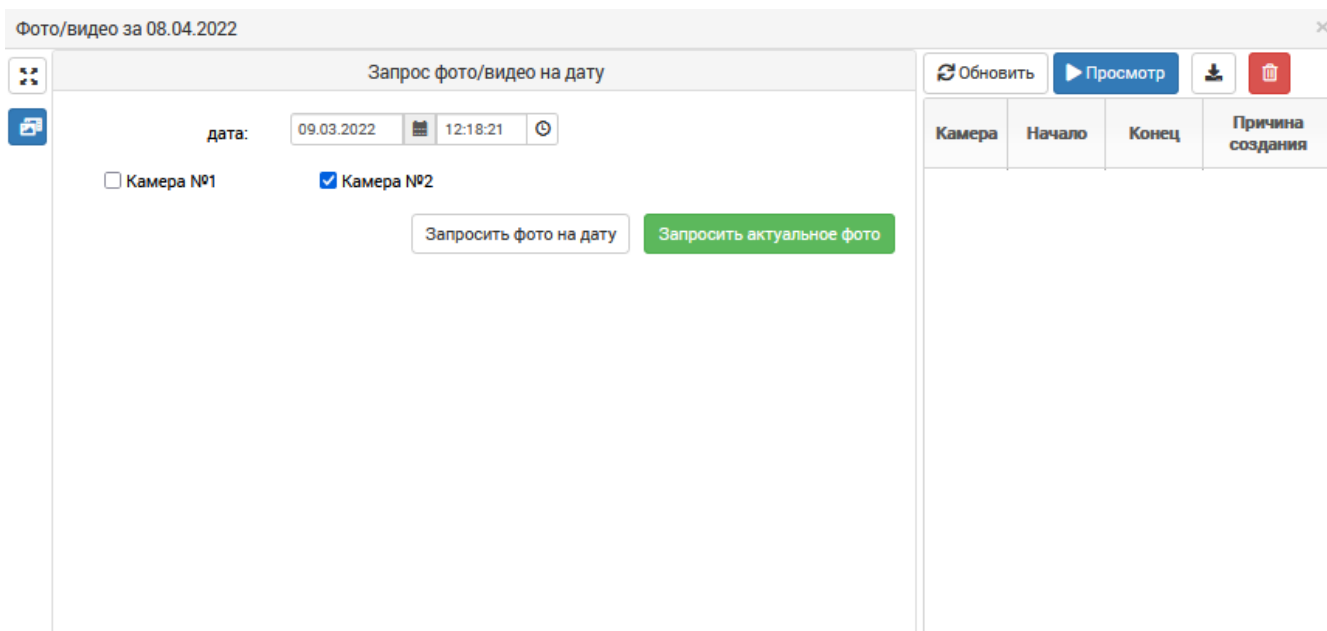 Фото/видео за 08.04.2022
Запрос фото/видео на дату
дата: 09.03.2022 12:18:21
Камера №1 Камера №2
Запросить фото на дату Запросить актуальное фото
Обновить Просмотр
Камера Начало Конец Причина создания